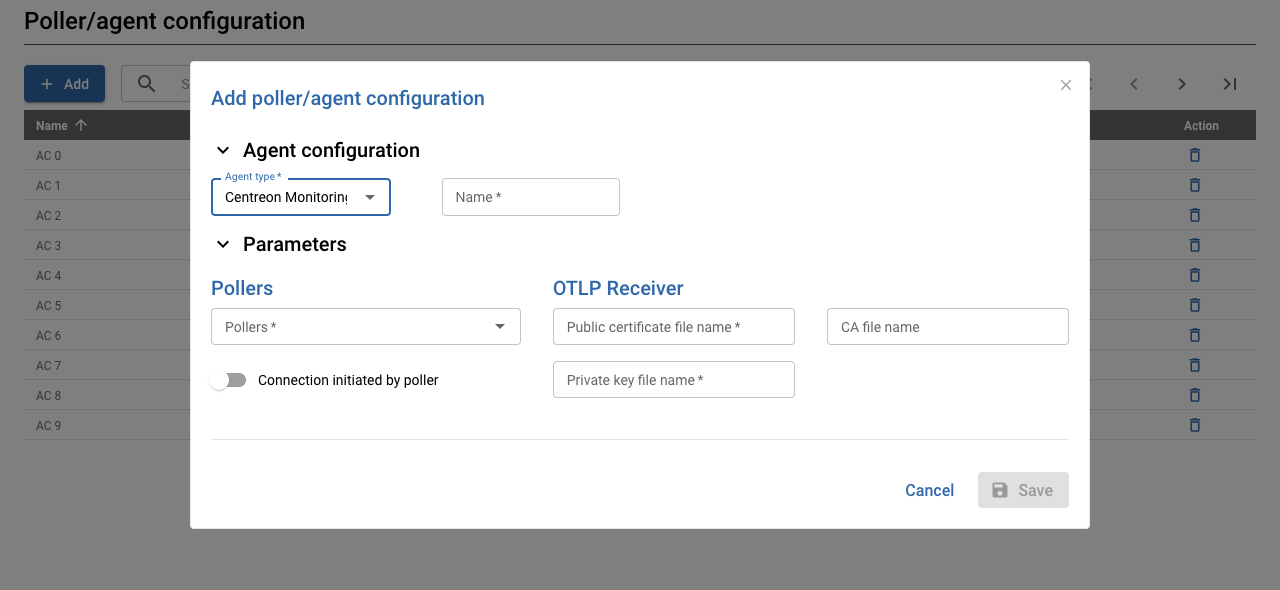 Poller/agent configuration
Add
Add poller/agent configuration
Name
Action
Agent configuration
Agent type *
Centreon Monitoring
Name *
Parameters
Pollers
OTLP Receiver
Pollers *
Public certificate file name *
CA file name
Connection initiated by poller
Private key file name *
Cancel
Save
AC 0
AC 1
AC 2
AC 3
AC 4
AC 5
AC 6
AC 7
AC 8
AC 9